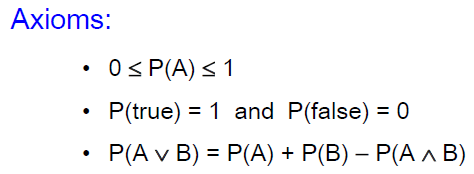 Axioms:
• 0 ≤ P(A) ≤ 1
• P(true) = 1 and P(false) = 0
• P(A ∨ B) = P(A) + P(B) – P(A ∧ B)